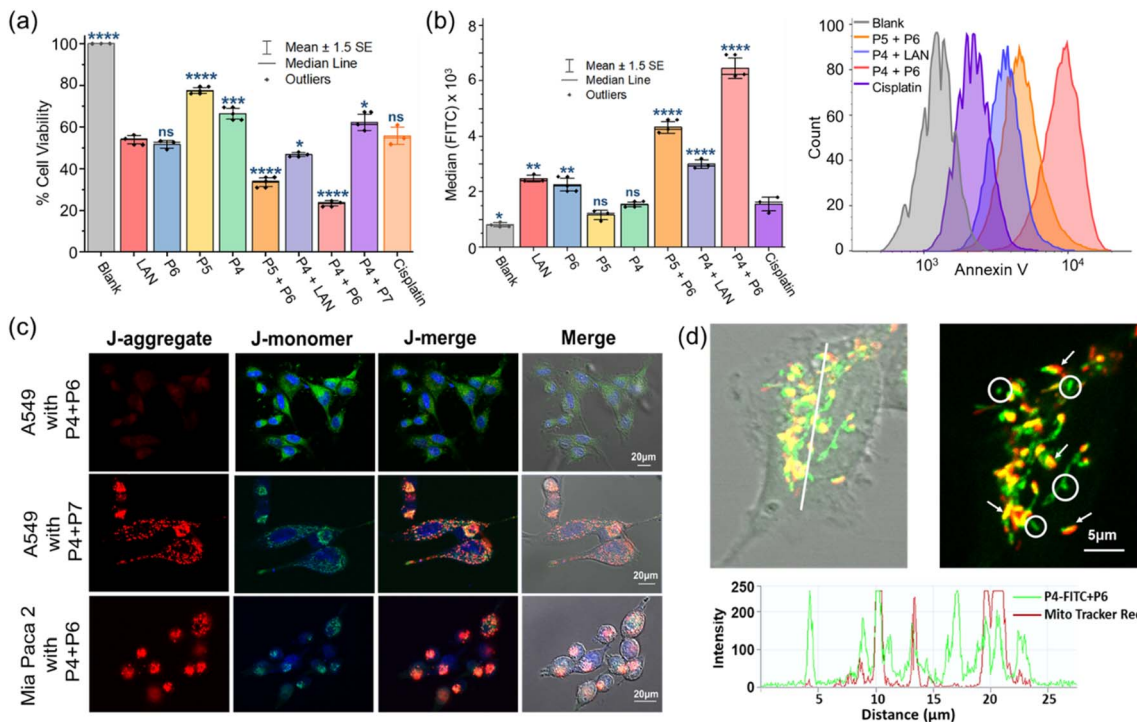 (a)
% Cell Viability
100
80
60
40
20
0
****
ns
****
***
****
*
****
*
ns
Mean ± 1.5 SE
Median Line
Outliers
Blank
LAN
P6
P5
P4
P5 + P6
P4 + LAN
P4 + P6
P4 + P7
Cisplatin
(b)
Median (FITC) x 10³
8
6
4
2
0
Mean ± 1.5 SE
Median Line
Outliers
*
**
**
ns
ns
****
****
****
Blank
LAN
P6
P5
P4
P5 + P6
P4 + LAN
P4 + P6
Cisplatin
Count
80
60
40
20
0
Blank
P5 + P6
P4 + LAN
P4 + P6
Cisplatin
10³
Annexin V
10⁴
(c)
J-aggregate
J-monomer
J-merge
Merge
A549
with
P4+P6
20µm
A549
with
P4+P7
20µm
Mia Paca 2
with
P4+P6
20µm
(d)
5µm
Intensity
250
200
100
0
P4-FITC+P6
Mito Tracker Red
5
10
15
20
25
Distance (µm)